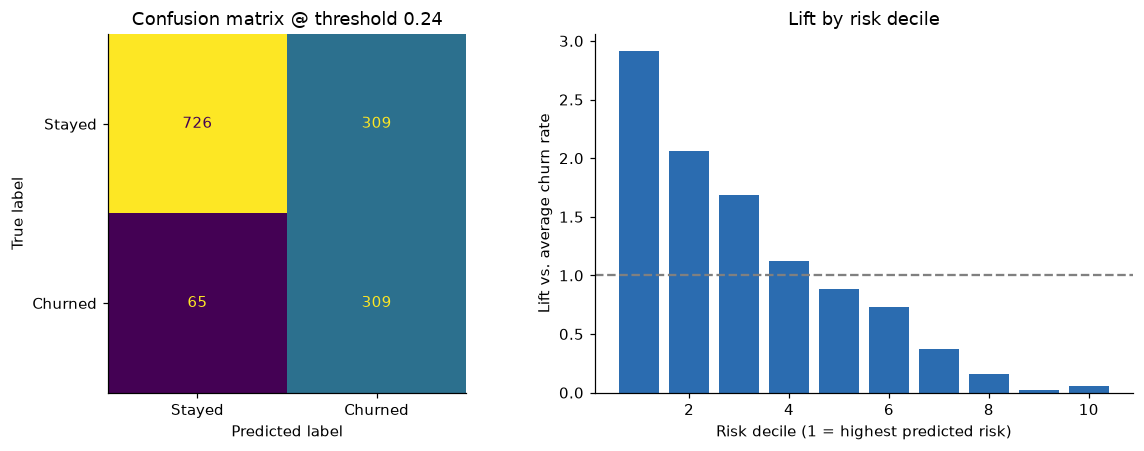 Confusion matrix @ threshold 0.24
Stayed
726
309
Churned
65
309
True label
Stayed
Churned
Predicted label
Lift by risk decile
3.0
2.5
2.0
1.5
1.0
0.5
0.0
Lift vs. average churn rate
2
4
6
8
10
Risk decile (1 = highest predicted risk)